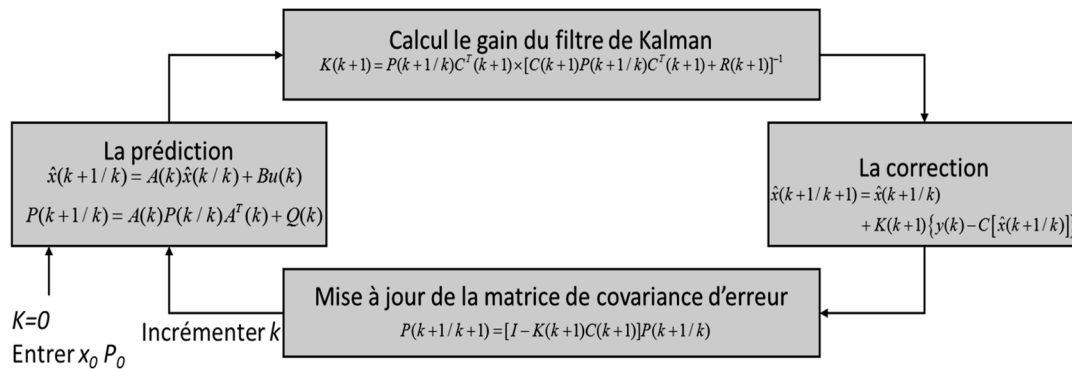 Calcul le gain du filtre de Kalman
K(k+1) = P(k+1/k)C^T(k+1)×[C(k+1)P(k+1/k)C^T(k+1)+R(k+1)]^{-1}
La prédiction
x̂(k+1/k) = A(k)x̂(k/k)+Bu(k)
P(k+1/k) = A(k)P(k/k)A^T(k)+Q(k)
La correction
x̂(k+1/k+1) = x̂(k+1/k)
+K(k+1){y(k)−C[x̂(k+1/k)]}
Mise à jour de la matrice de covariance d'erreur
P(k+1/k+1)=[I−K(k+1)C(k+1)]P(k+1/k)
Incrémenter k
K=0
Entrer x₀ P₀